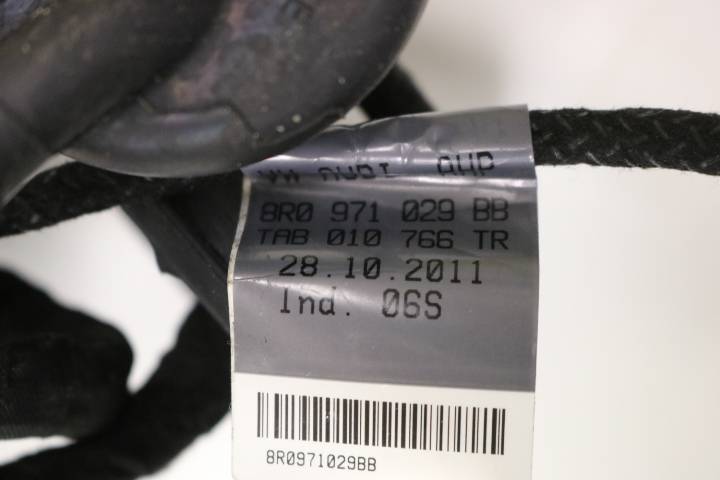 VW AUDI AHP
8R0 971 029 BB
TAB 010 766 TR
28.10.2011
Ind. 06S
8R0971029BB